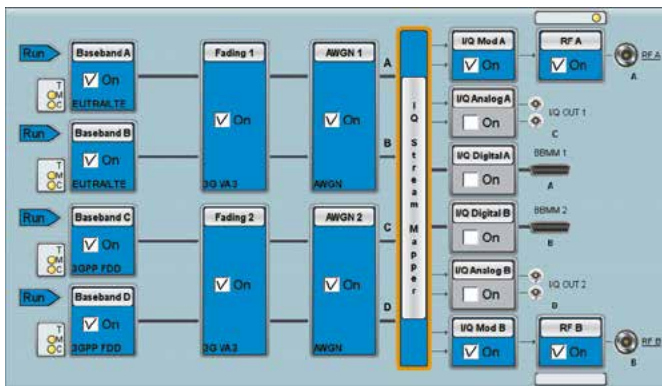 Run
Baseband A
On
EUTRA/LTE
T
M
C
Fading 1
On
3G VA3
AWGN 1
On
AWGN
A
I/Q Mod A
On
RF A
On
RF A
A
I/Q Analog A
On
I/Q OUT 1
C
Run
Baseband B
On
EUTRA/LTE
T
M
C
B
I/Q Digital A
On
BBMM 1
A
IQ Stream Mapper
Run
Baseband C
On
3GPP FDD
T
M
C
Fading 2
On
3G VA3
AWGN 2
On
AWGN
C
I/Q Digital B
On
BBMM 2
B
I/Q Analog B
On
I/Q OUT 2
D
Run
Baseband D
On
3GPP FDD
T
M
C
D
I/Q Mod B
On
RF B
On
RF B
B